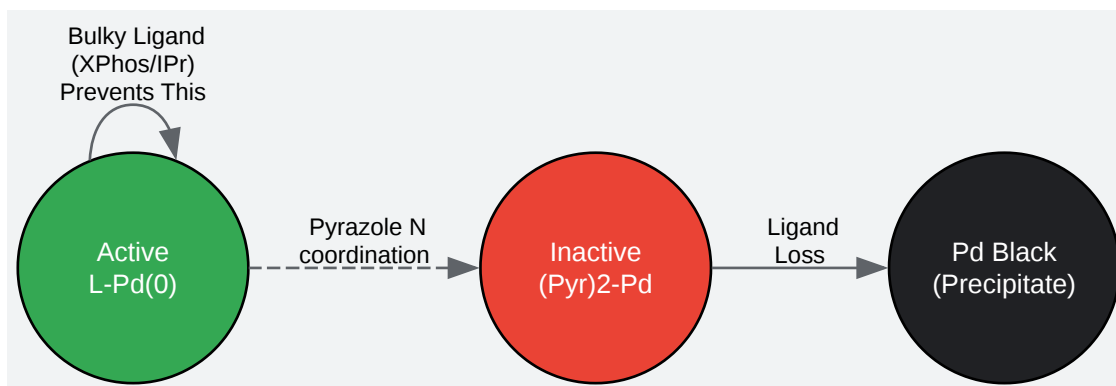 Bulky Ligand
(XPhos/IPr)
Prevents This
Active
L-Pd(0)
Pyrazole N
coordination
Inactive
(Pyr)2-Pd
Ligand
Loss
Pd Black
(Precipitate)